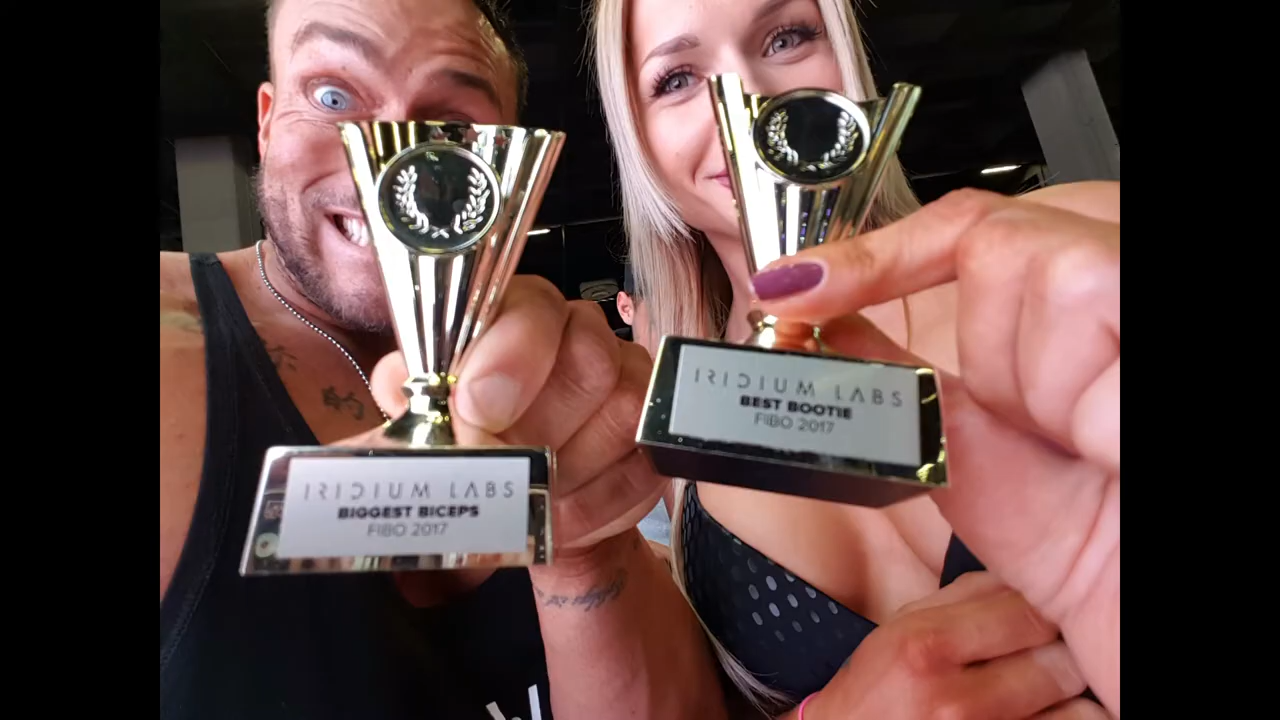 IRIDIUM LABS
BIGGEST BICEPS
FIBO 2017
IRIDIUM LABS
BEST BOOTIE
FIBO 2017